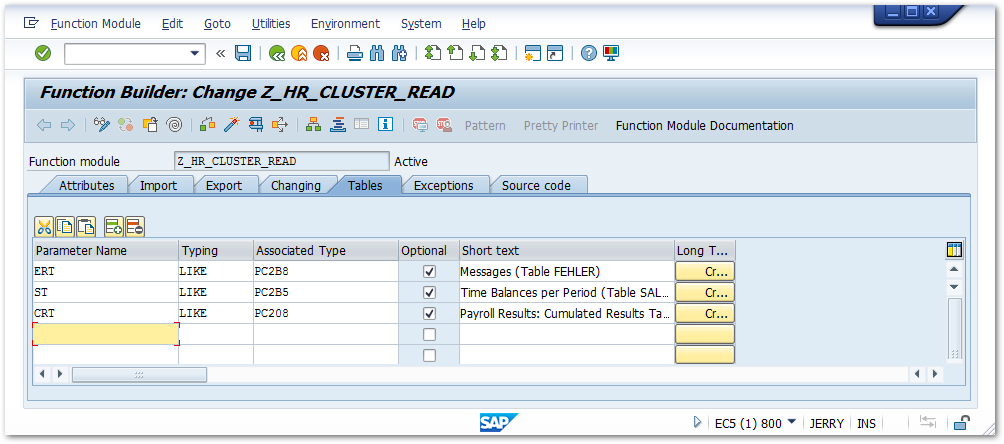 Function Module Edit Goto Utilities Environment System Help
Function Builder: Change Z_HR_CLUSTER_READ
Pattern Pretty Printer Function Module Documentation
Function module Z_HR_CLUSTER_READ Active
Attributes Import Export Changing Tables Exceptions Source code
Parameter Name Typing Associated Type Optional Short text Long T...
ERT LIKE PC2B8 Messages (Table FEHLER) Cr...
ST LIKE PC2B5 Time Balances per Period (Table SAL... Cr...
CRT LIKE PC208 Payroll Results: Cumulated Results Ta... Cr...
SAP EC5 (1) 800 JERRY INS